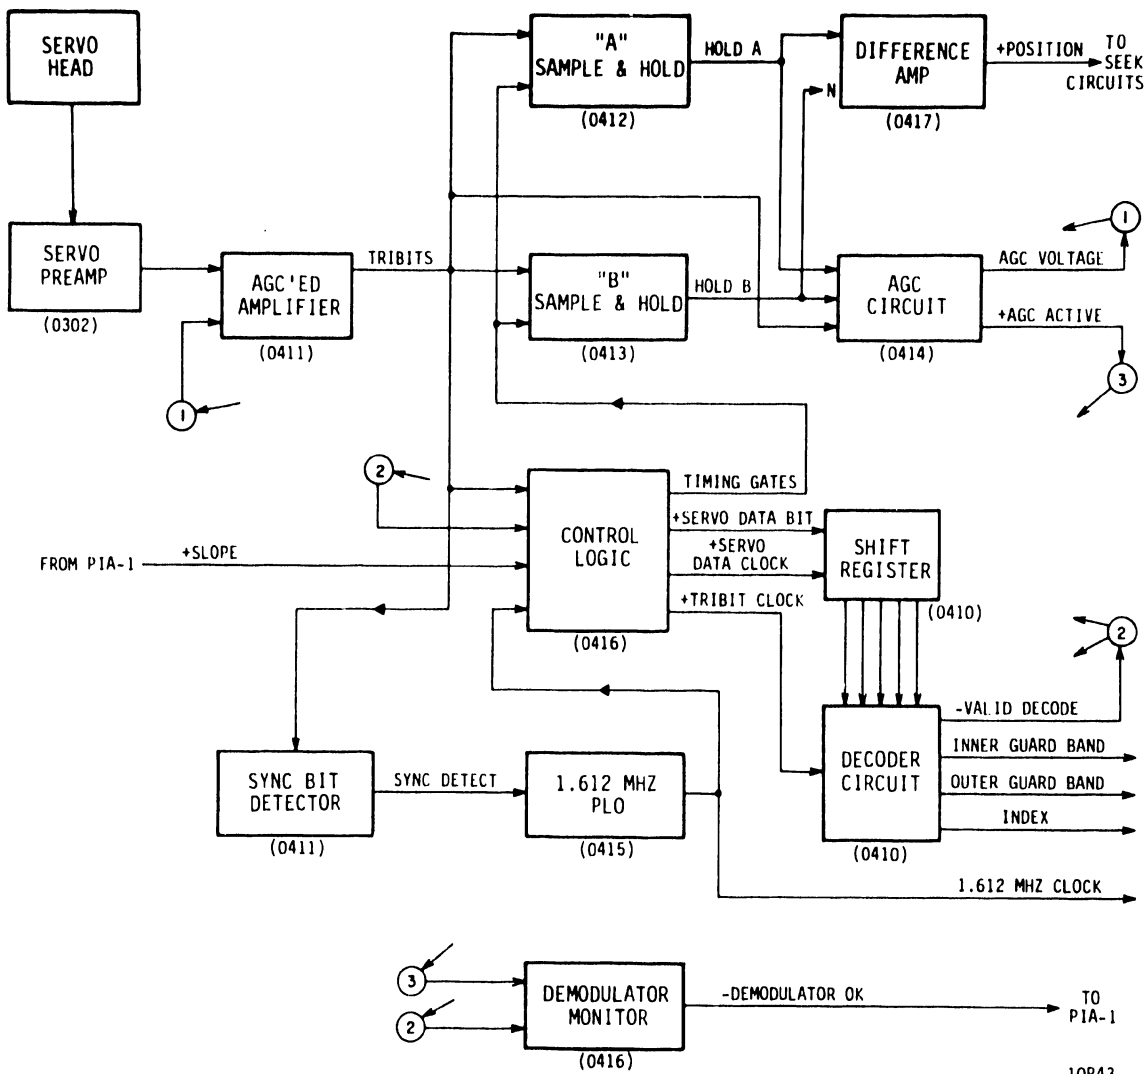 SERVO
HEAD
"A"
SAMPLE & HOLD
(0412)
HOLD A
N
DIFFERENCE
AMP
(0417)
+POSITION
TO
SEEK
CIRCUITS
SERVO
PREAMP
(0302)
AGC'ED
AMPLIFIER
(0411)
TRIBITS
"B"
SAMPLE & HOLD
(0413)
HOLD B
AGC
CIRCUIT
(0414)
AGC VOLTAGE
1
+AGC ACTIVE
3
1
2
FROM PIA-1
+SLOPE
CONTROL
LOGIC
(0416)
TIMING GATES
+SERVO DATA BIT
+SERVO
DATA CLOCK
+TRIBIT CLOCK
SHIFT
REGISTER
(0410)
2
-VALID DECODE
INNER GUARD BAND
OUTER GUARD BAND
INDEX
DECODER
CIRCUIT
(0410)
SYNC BIT
DETECTOR
(0411)
SYNC DETECT
1.612 MHZ
PLO
(0415)
1.612 MHZ CLOCK
3
2
DEMODULATOR
MONITOR
(0416)
-DEMODULATOR OK
TO
PIA-1